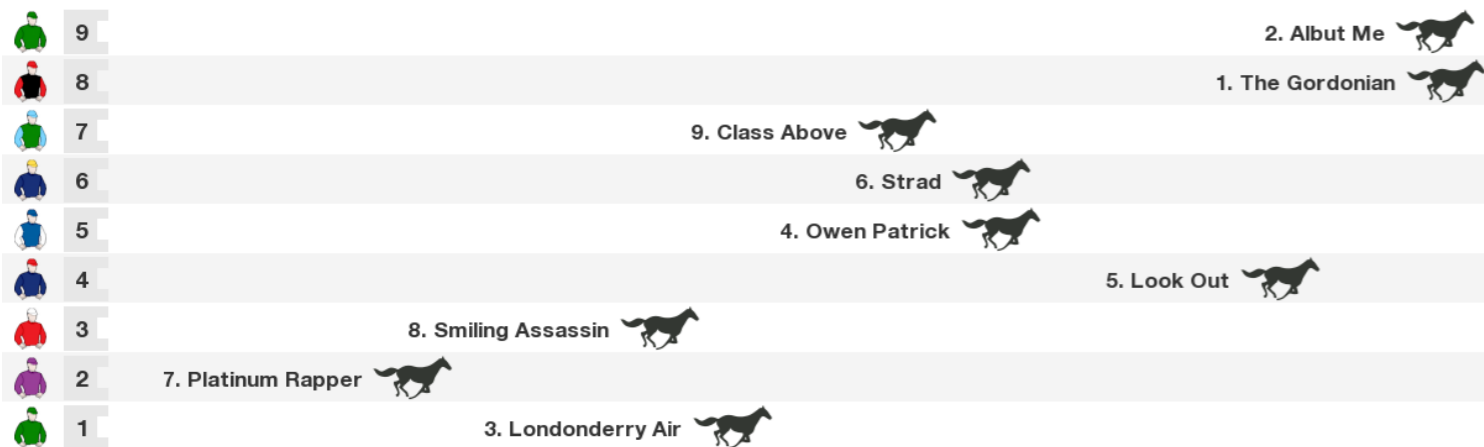 9 2. Albut Me
8 1. The Gordonian
7 9. Class Above
6 6. Strad
5 4. Owen Patrick
4 5. Look Out
3 8. Smiling Assassin
2 7. Platinum Rapper
1 3. Londonderry Air